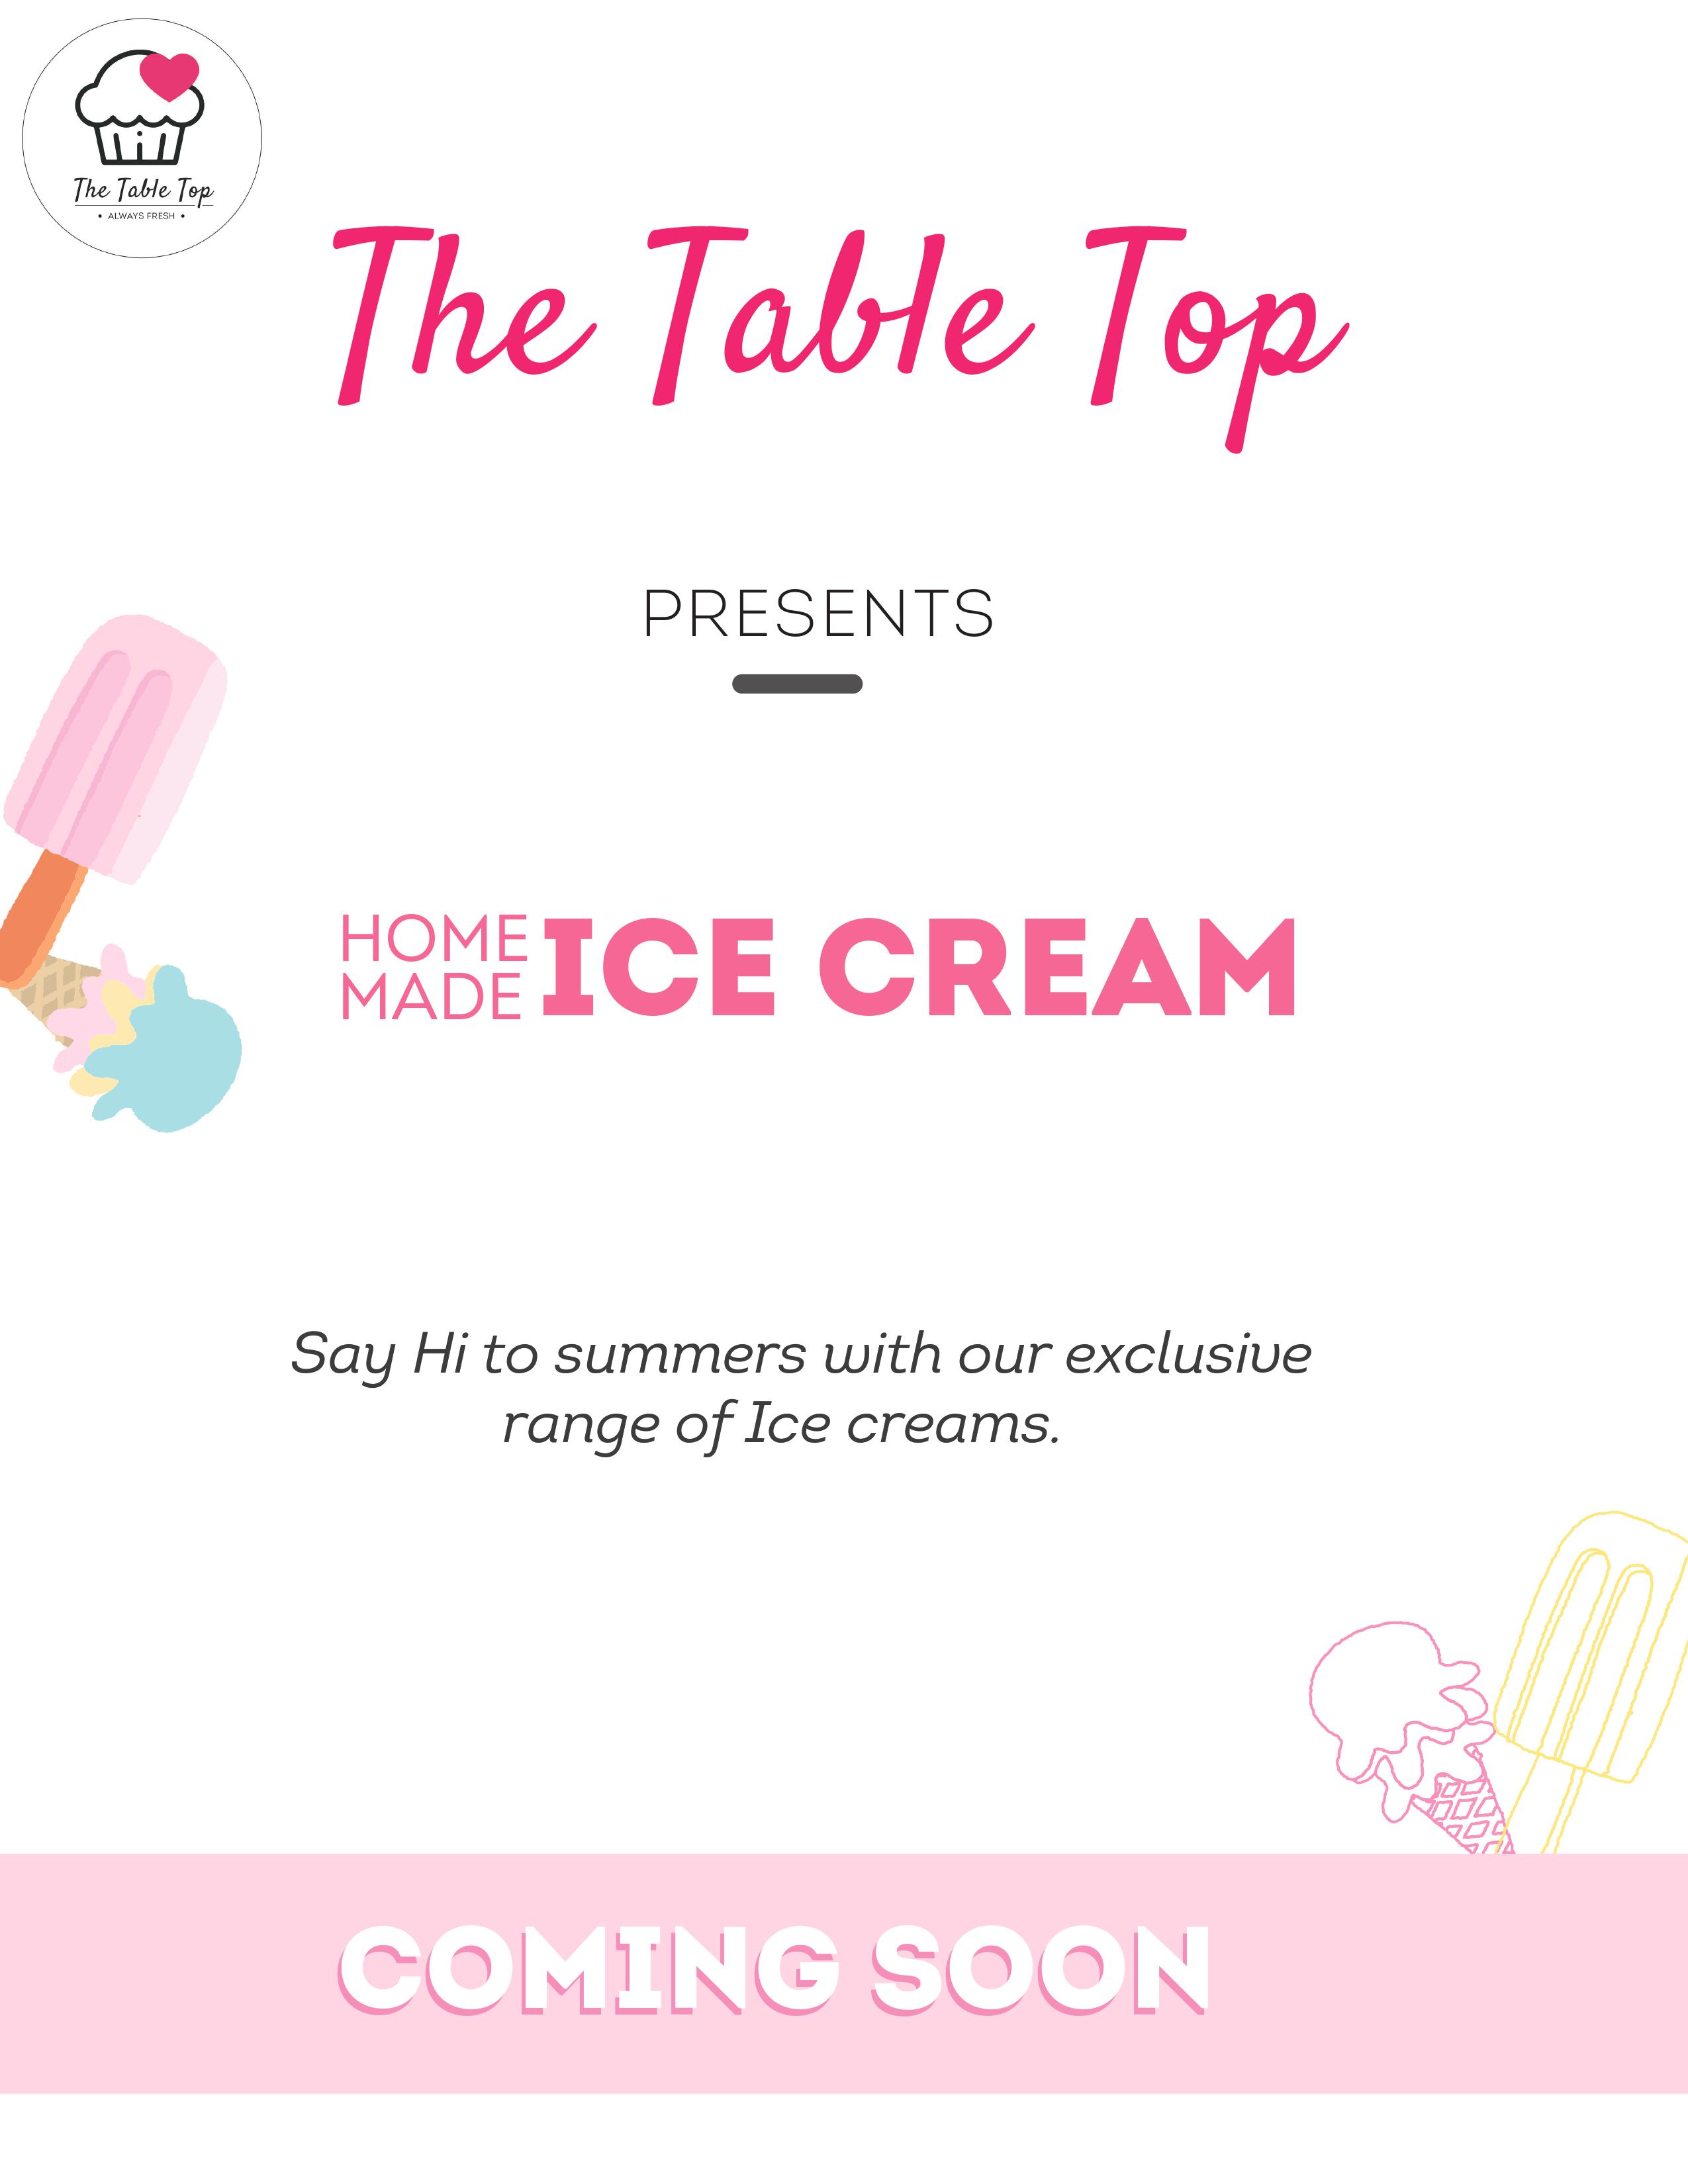 The Table Top
• ALWAYS FRESH •
The Table Top
PRESENTS
HOME
MADE
ICE CREAM
Say Hi to summers with our exclusive
range of Ice creams.
COMING SOON